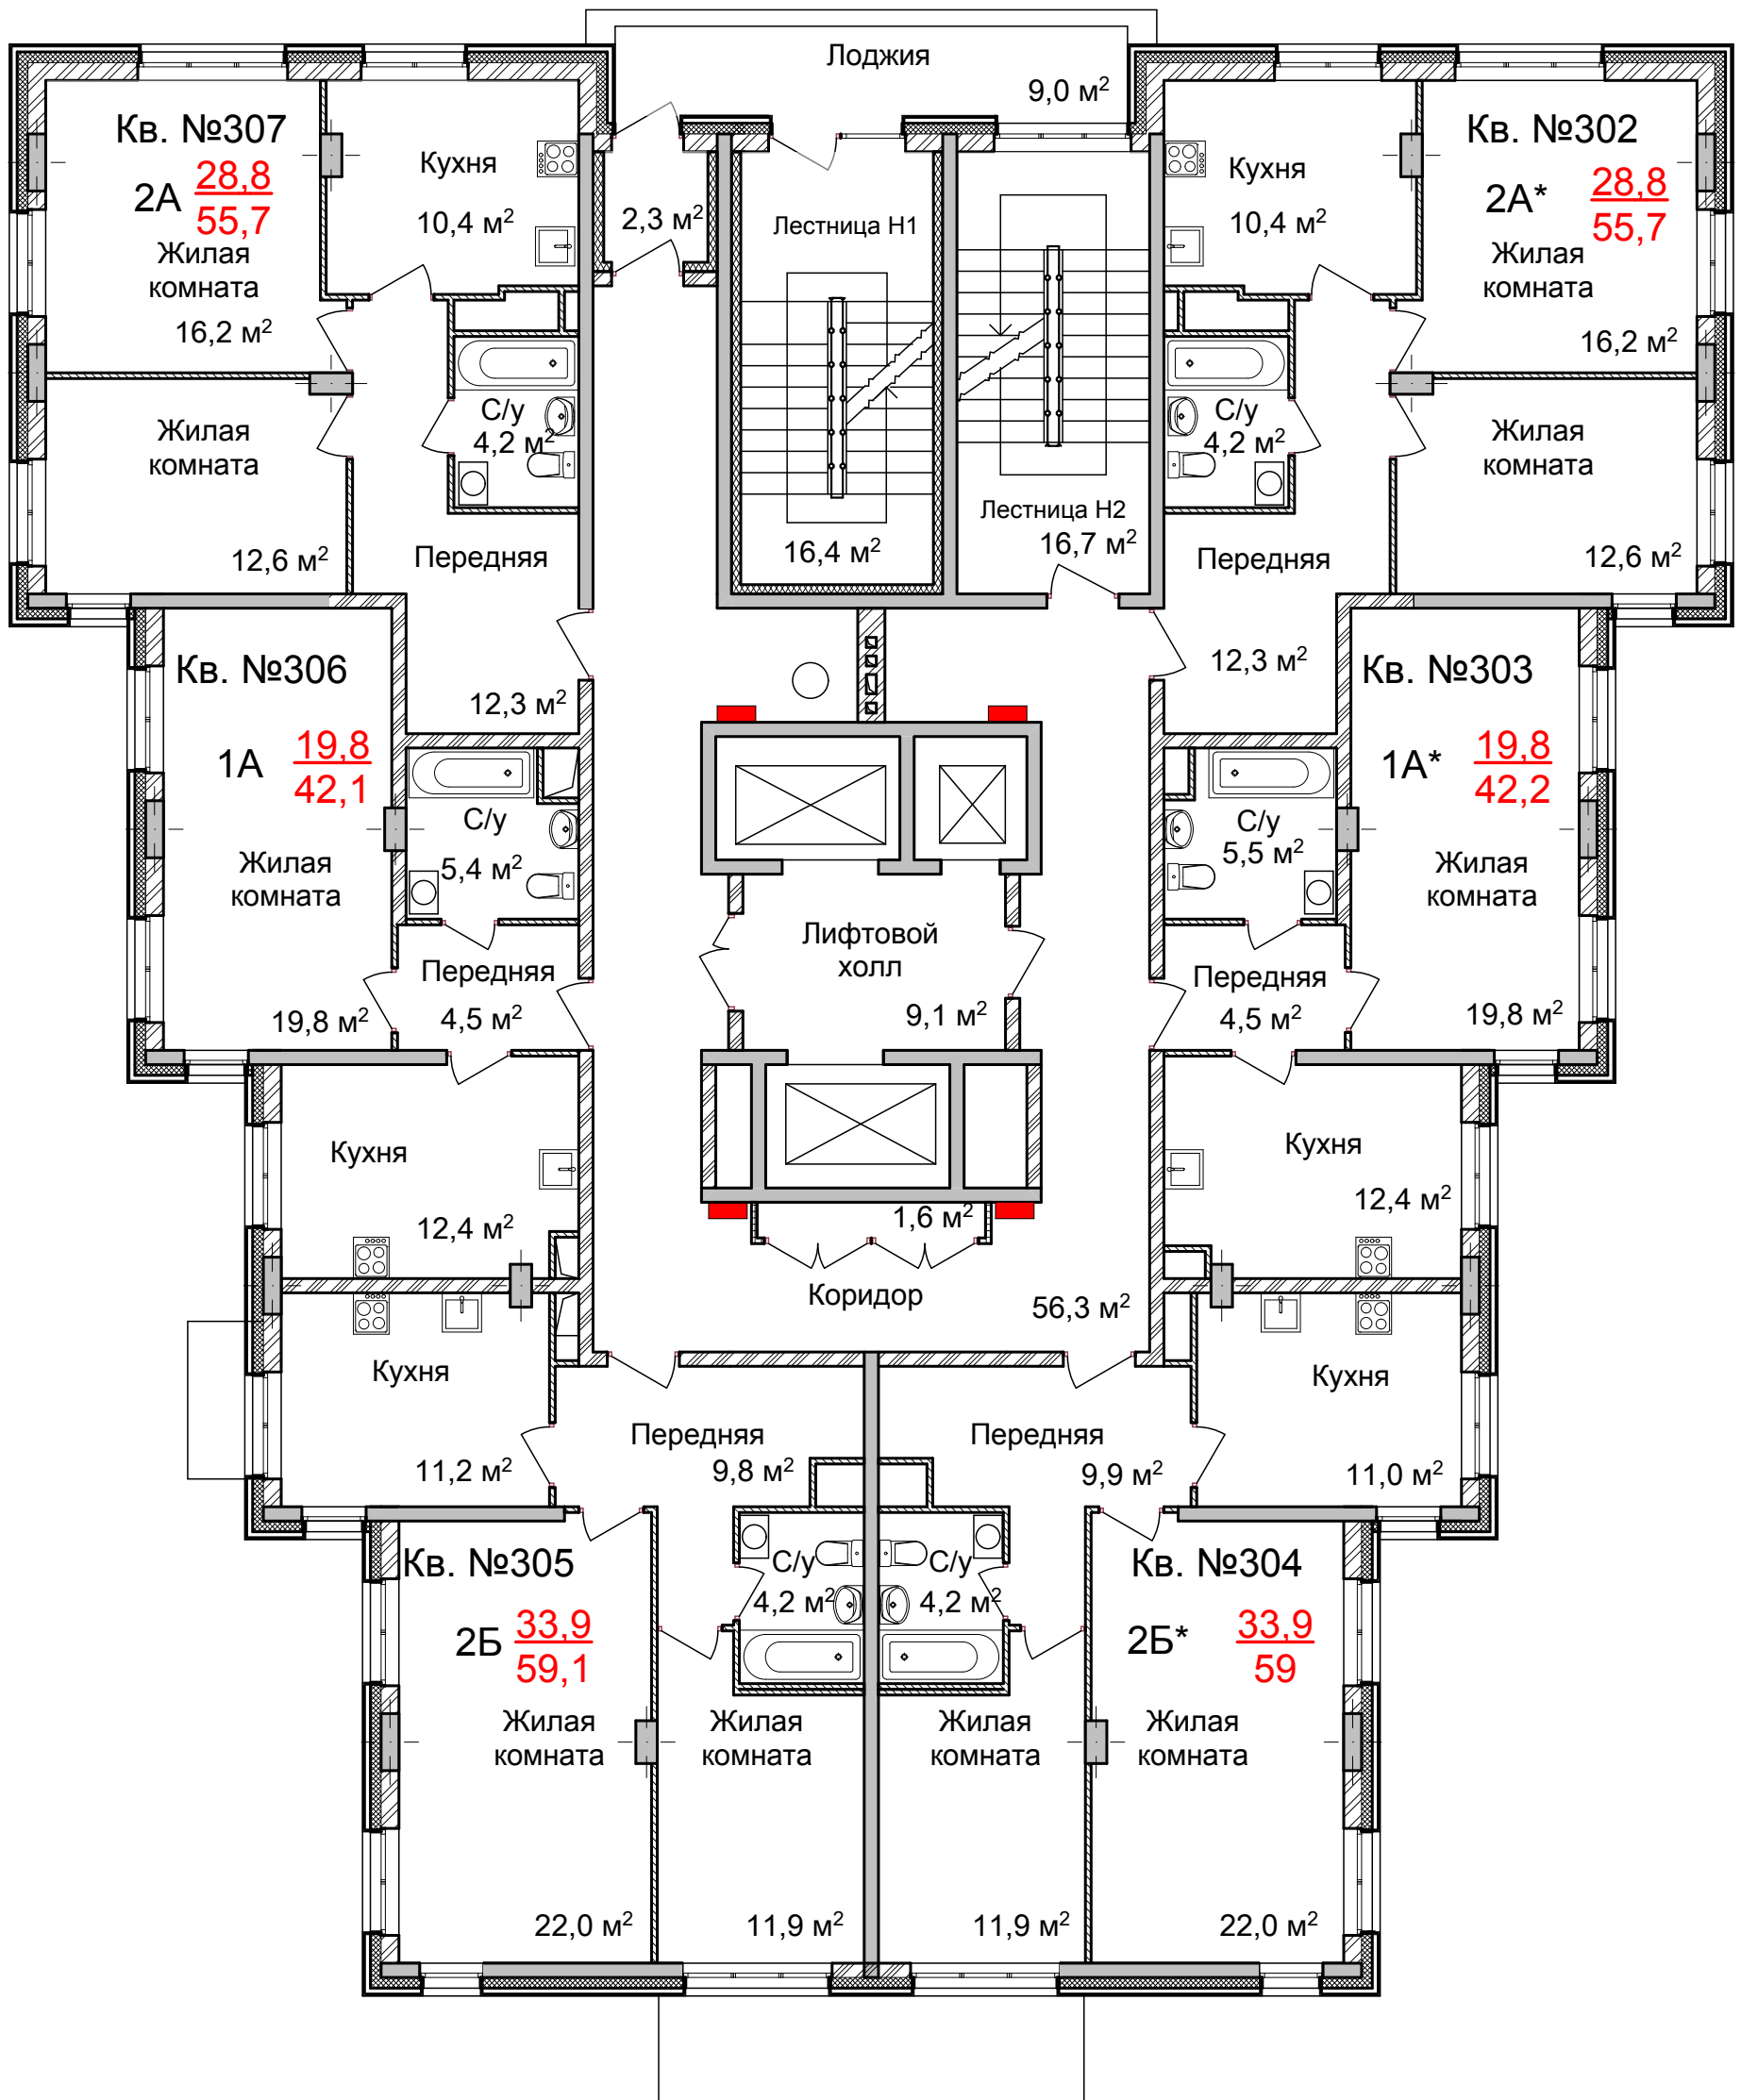 Лоджия
9,0 м²
Кв. №307
2А
28,8
55,7
Жилая
комната
16,2 м²
Кухня
10,4 м²
2,3 м²
Лестница Н1
16,4 м²
Лестница Н2
16,7 м²
Кухня
10,4 м²
Кв. №302
2А*
28,8
55,7
Жилая
комната
16,2 м²
Жилая
комната
12,6 м²
С/у
4,2 м²
Передняя
12,3 м²
С/у
4,2 м²
Передняя
12,3 м²
Жилая
комната
12,6 м²
Кв. №306
1А
19,8
42,1
Жилая
комната
19,8 м²
С/у
5,4 м²
Передняя
4,5 м²
Лифтовой
холл
9,1 м²
С/у
5,5 м²
Передняя
4,5 м²
Кв. №303
1А*
19,8
42,2
Жилая
комната
19,8 м²
Кухня
12,4 м²
1,6 м²
Коридор
56,3 м²
Кухня
12,4 м²
Кухня
11,2 м²
Передняя
9,8 м²
Передняя
9,9 м²
Кухня
11,0 м²
Кв. №305
2Б
33,9
59,1
Жилая
комната
22,0 м²
С/у
4,2 м²
Жилая
комната
11,9 м²
С/у
4,2 м²
Жилая
комната
11,9 м²
Кв. №304
2Б*
33,9
59
Жилая
комната
22,0 м²